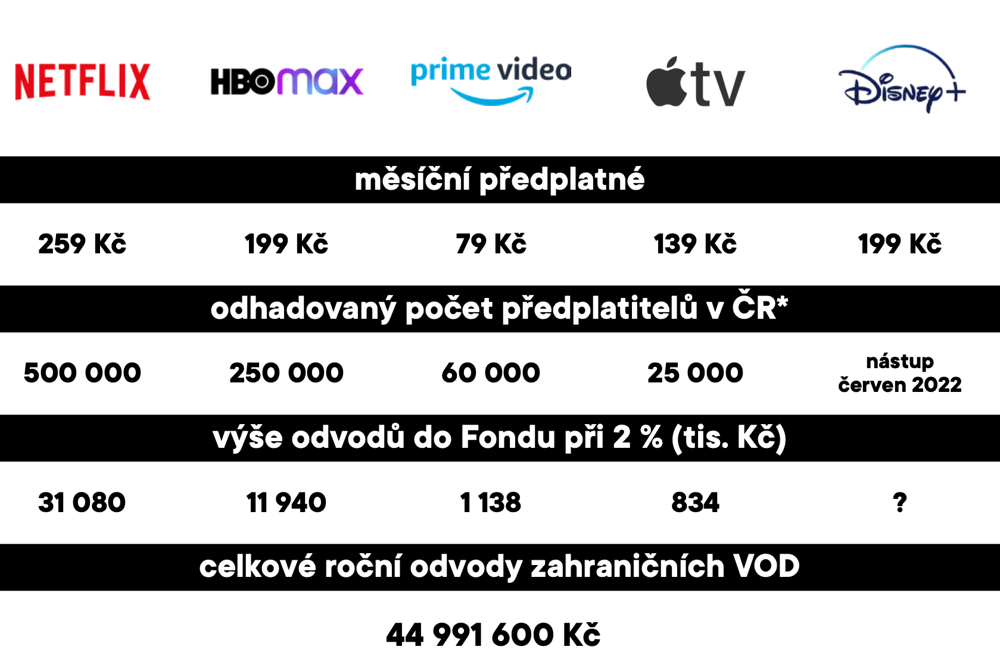 NETFLIX HBOmax prime video tv Disney+
měsíční předplatné
259 Kč 199 Kč 79 Kč 139 Kč 199 Kč
odhadovaný počet předplatitelů v ČR*
500 000 250 000 60 000 25 000 nástup
červen 2022
výše odvodů do Fondu při 2 % (tis. Kč)
31 080 11 940 1 138 834 ?
celkové roční odvody zahraničních VOD
44 991 600 Kč